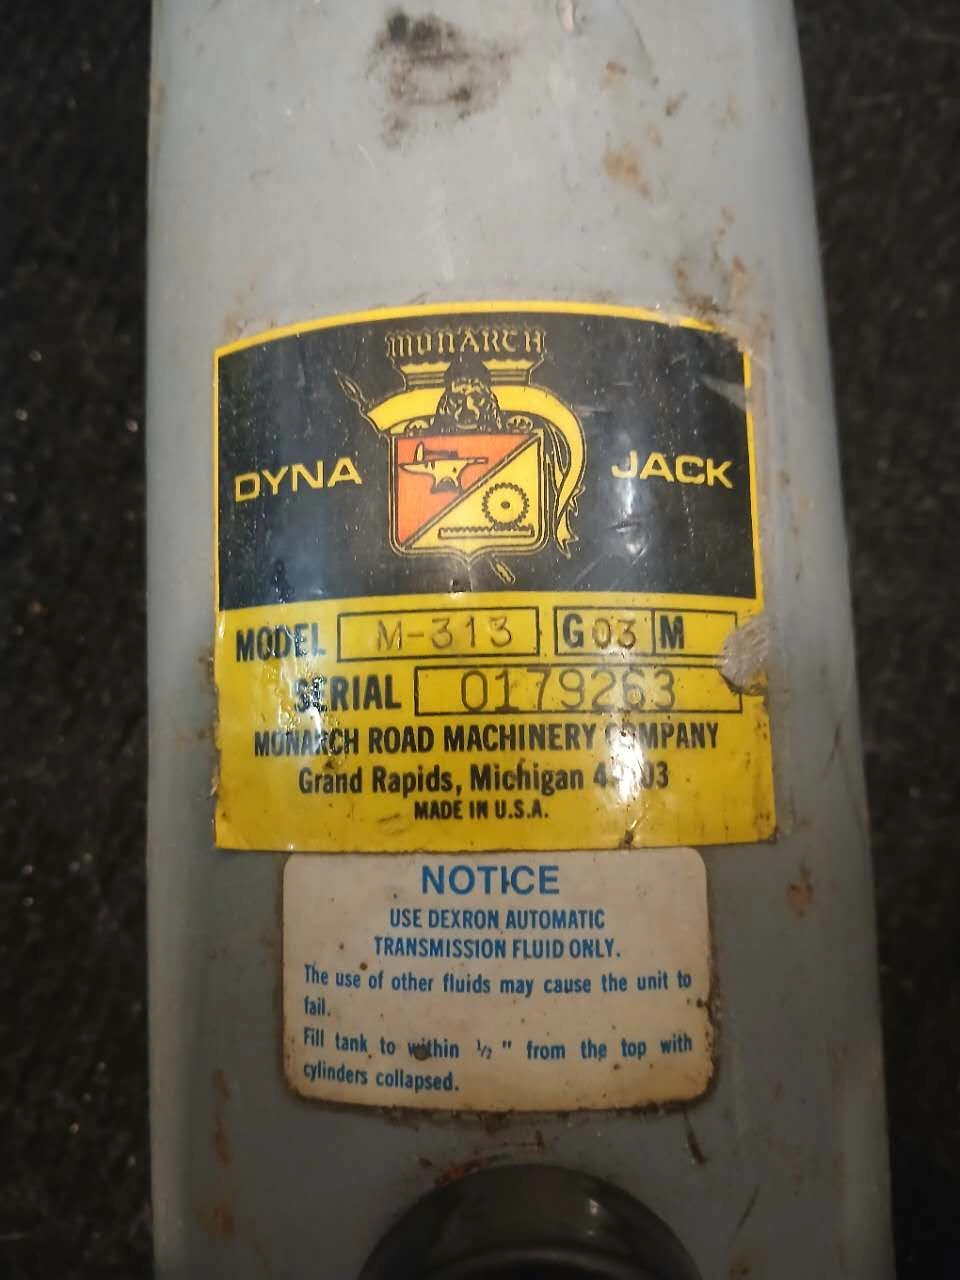 MONARCH
DYNA JACK
MODEL M-313 G03 M
SERIAL 0179263
MONARCH ROAD MACHINERY COMPANY
Grand Rapids, Michigan
MADE IN U.S.A.
NOTICE
USE DEXRON AUTOMATIC
TRANSMISSION FLUID ONLY.
The use of other fluids may cause the unit to
fail.
Fill tank to within ½ " from the top with
cylinders collapsed.